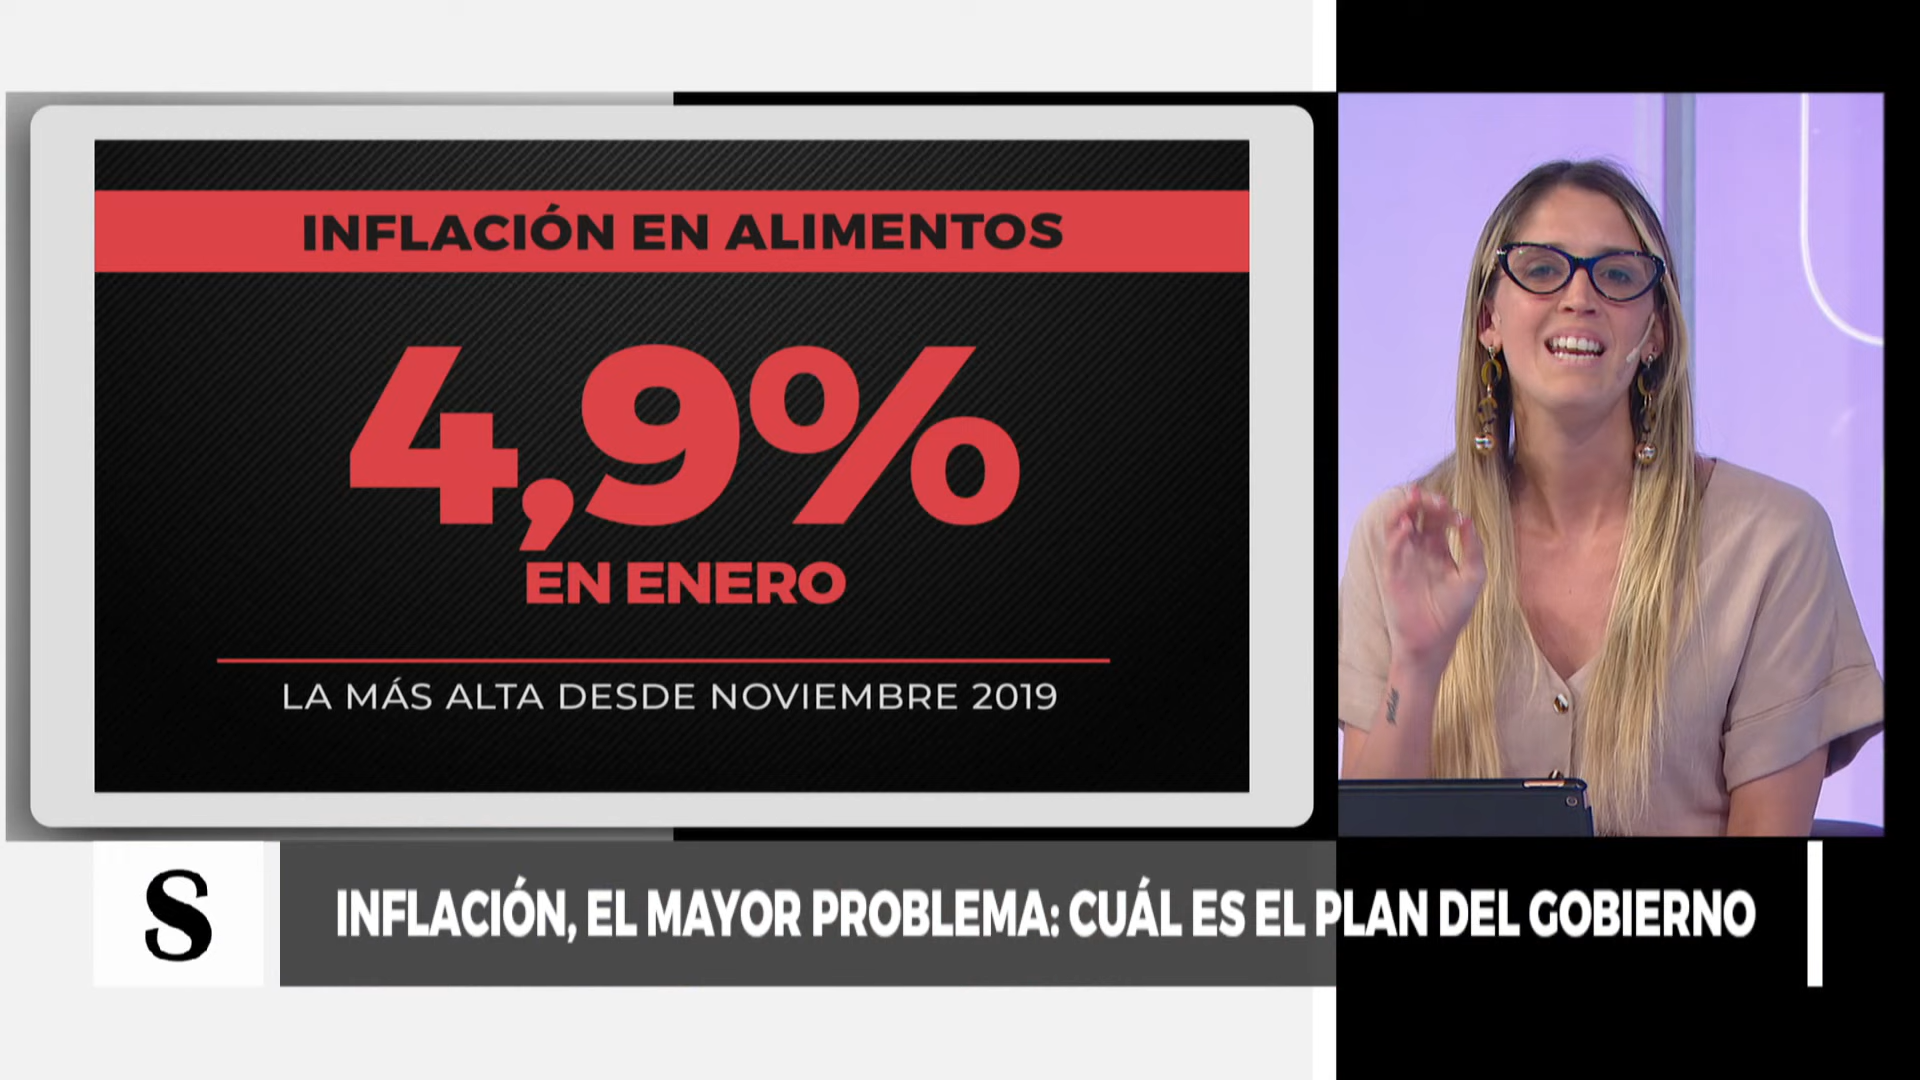 INFLACIÓN EN ALIMENTOS
4,9%
EN ENERO
LA MÁS ALTA DESDE NOVIEMBRE 2019
S
INFLACIÓN, EL MAYOR PROBLEMA: CUÁL ES EL PLAN DEL GOBIERNO